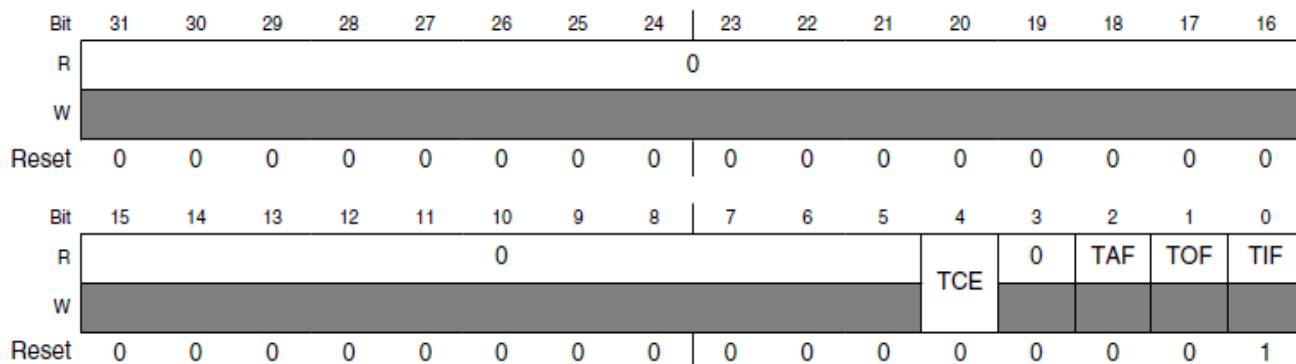 Bit 31 30 29 28 27 26 25 24 23 22 21 20 19 18 17 16
R 0
W
Reset 0 0 0 0 0 0 0 0 0 0 0 0 0 0 0 0
Bit 15 14 13 12 11 10 9 8 7 6 5 4 3 2 1 0
R 0 TCE 0 TAF TOF TIF
W
Reset 0 0 0 0 0 0 0 0 0 0 0 0 0 0 0 1